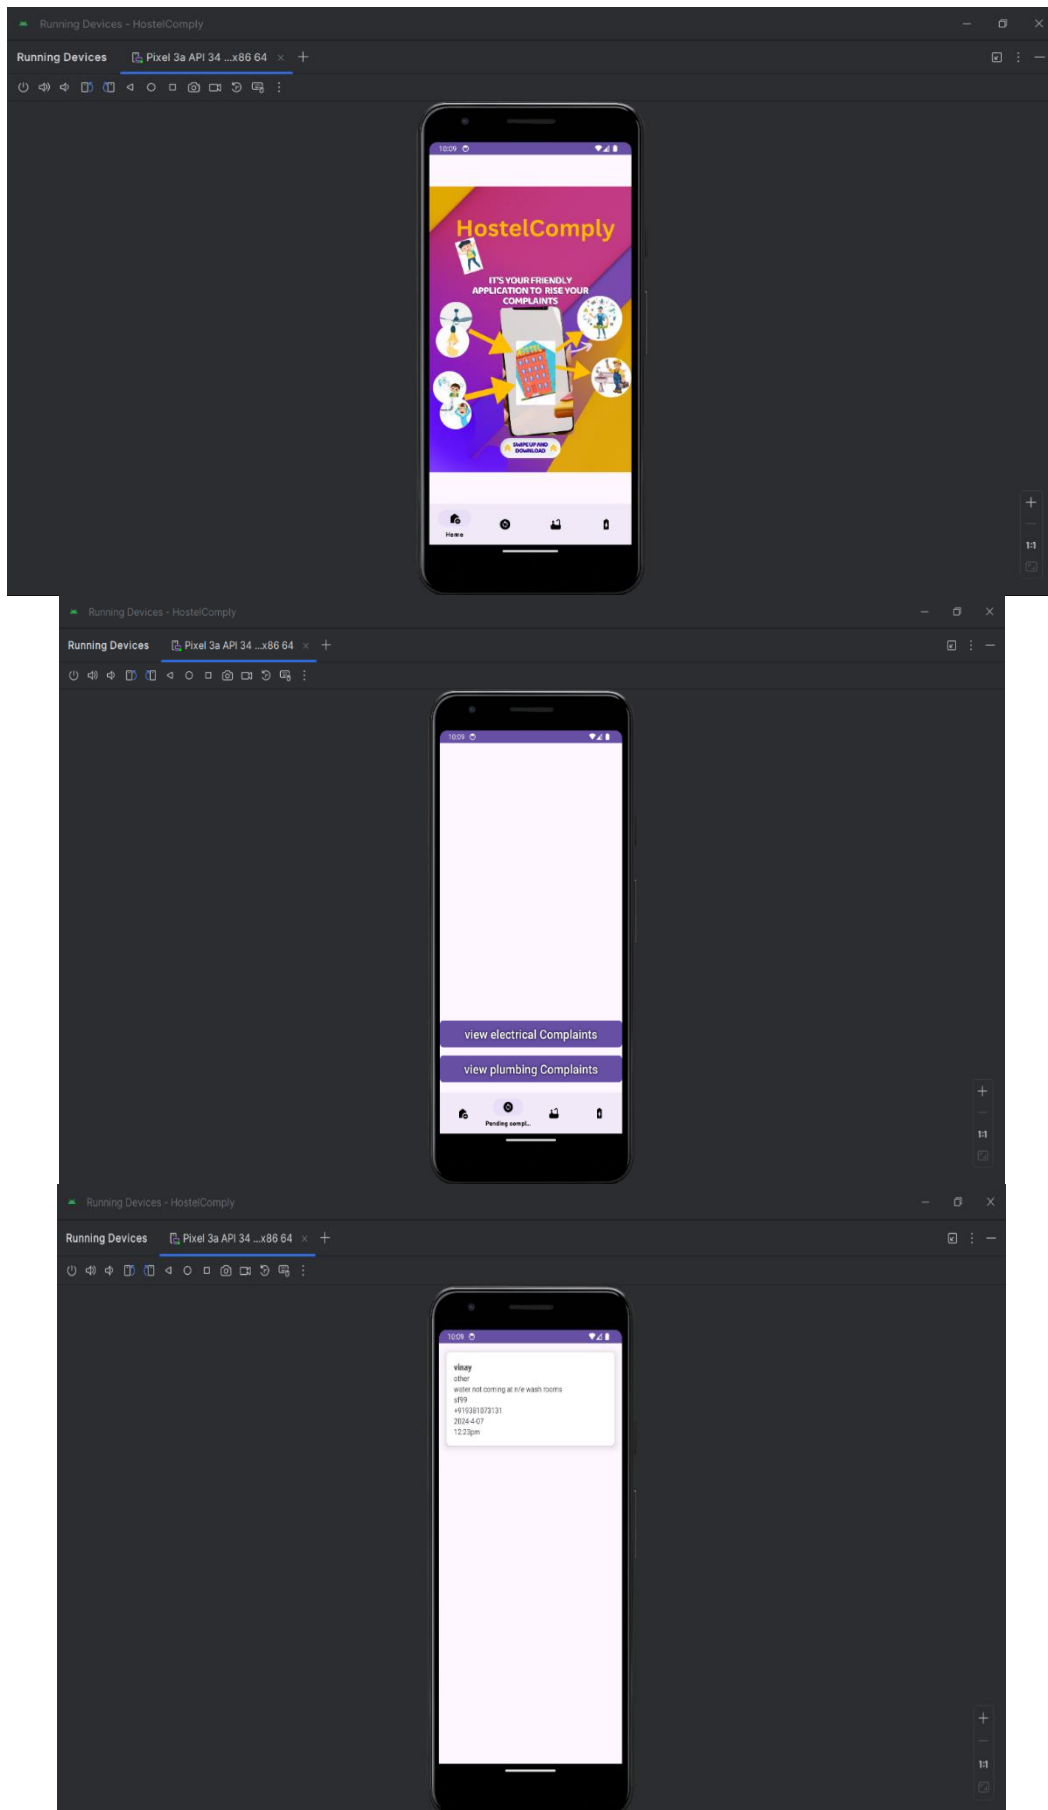 Running Devices - HostelComply
Running Devices Pixel 3a API 34 ...x86 64
10:09
HostelComply
IT'S YOUR FRIENDLY
APPLICATION TO RISE YOUR
COMPLAINTS
HOSTEL
SWIPE UP AND
DOWNLOAD
Home
1:1
Running Devices - HostelComply
Running Devices Pixel 3a API 34 ...x86 64
10:09
view electrical Complaints
view plumbing Complaints
Pending compl...
1:1
Running Devices - HostelComply
Running Devices Pixel 3a API 34 ...x86 64
10:09
vinay
other
water not coming at n/e wash rooms
sf99
+919381073131
2024-4-07
12:23pm
1:1